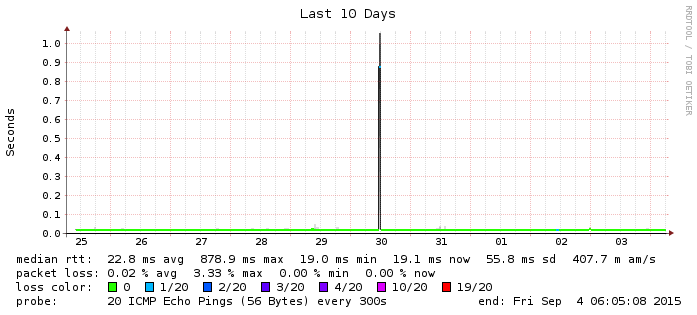 Last 10 Days
RRDTOOL / TOBI OETIKER
Seconds
1.0
0.9
0.8
0.7
0.6
0.5
0.4
0.3
0.2
0.1
0.0
25 26 27 28 29 30 31 01 02 03
median rtt: 22.8 ms avg 878.9 ms max 19.0 ms min 19.1 ms now 55.8 ms sd 407.7 m am/s
packet loss: 0.02 % avg 3.33 % max 0.00 % min 0.00 % now
loss color: 0 1/20 2/20 3/20 4/20 10/20 19/20
probe: 20 ICMP Echo Pings (56 Bytes) every 300s end: Fri Sep 4 06:05:08 2015